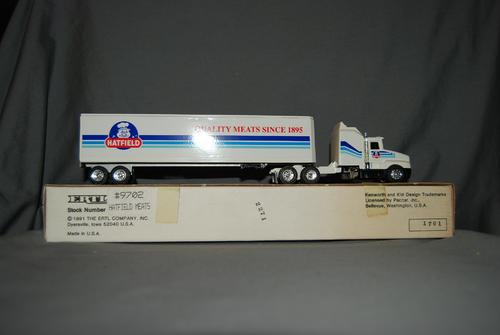 QUALITY MEATS SINCE 1895
HATFIELD
ERTL #9702
Stock Number HATFIELD MEATS
© 1991 THE ERTL COMPANY, INC.
Dyersville, Iowa 52040 U.S.A.
Made in U.S.A.
2271
Kenworth and KW Design Trademarks
Licensed by Paccar, Inc.,
Bellevue, Washington, U.S.A.
1701